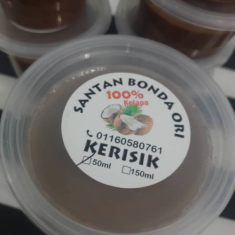 SANTAN BONDA ORI
100%
Kelapa
01160580761
KERISIK
50ml 150ml